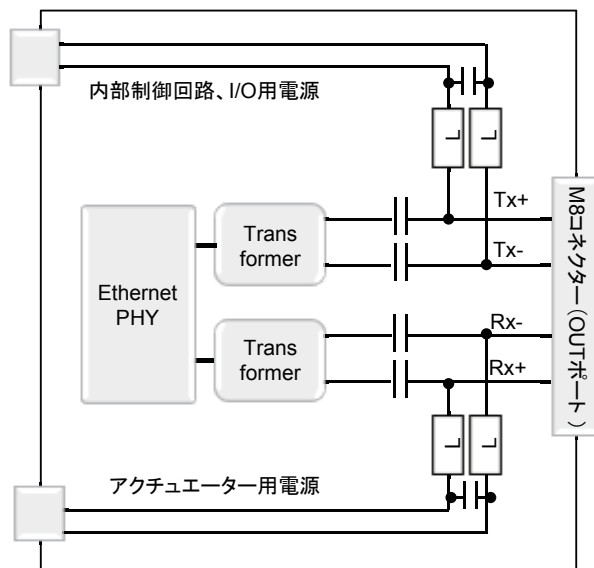 内部制御回路、I/O用電源
L
L
Tx+
Trans
former
Tx-
Ethernet
PHY
Rx-
Trans
former
Rx+
M8コネクター（OUTポート）
L
L
アクチュエーター用電源